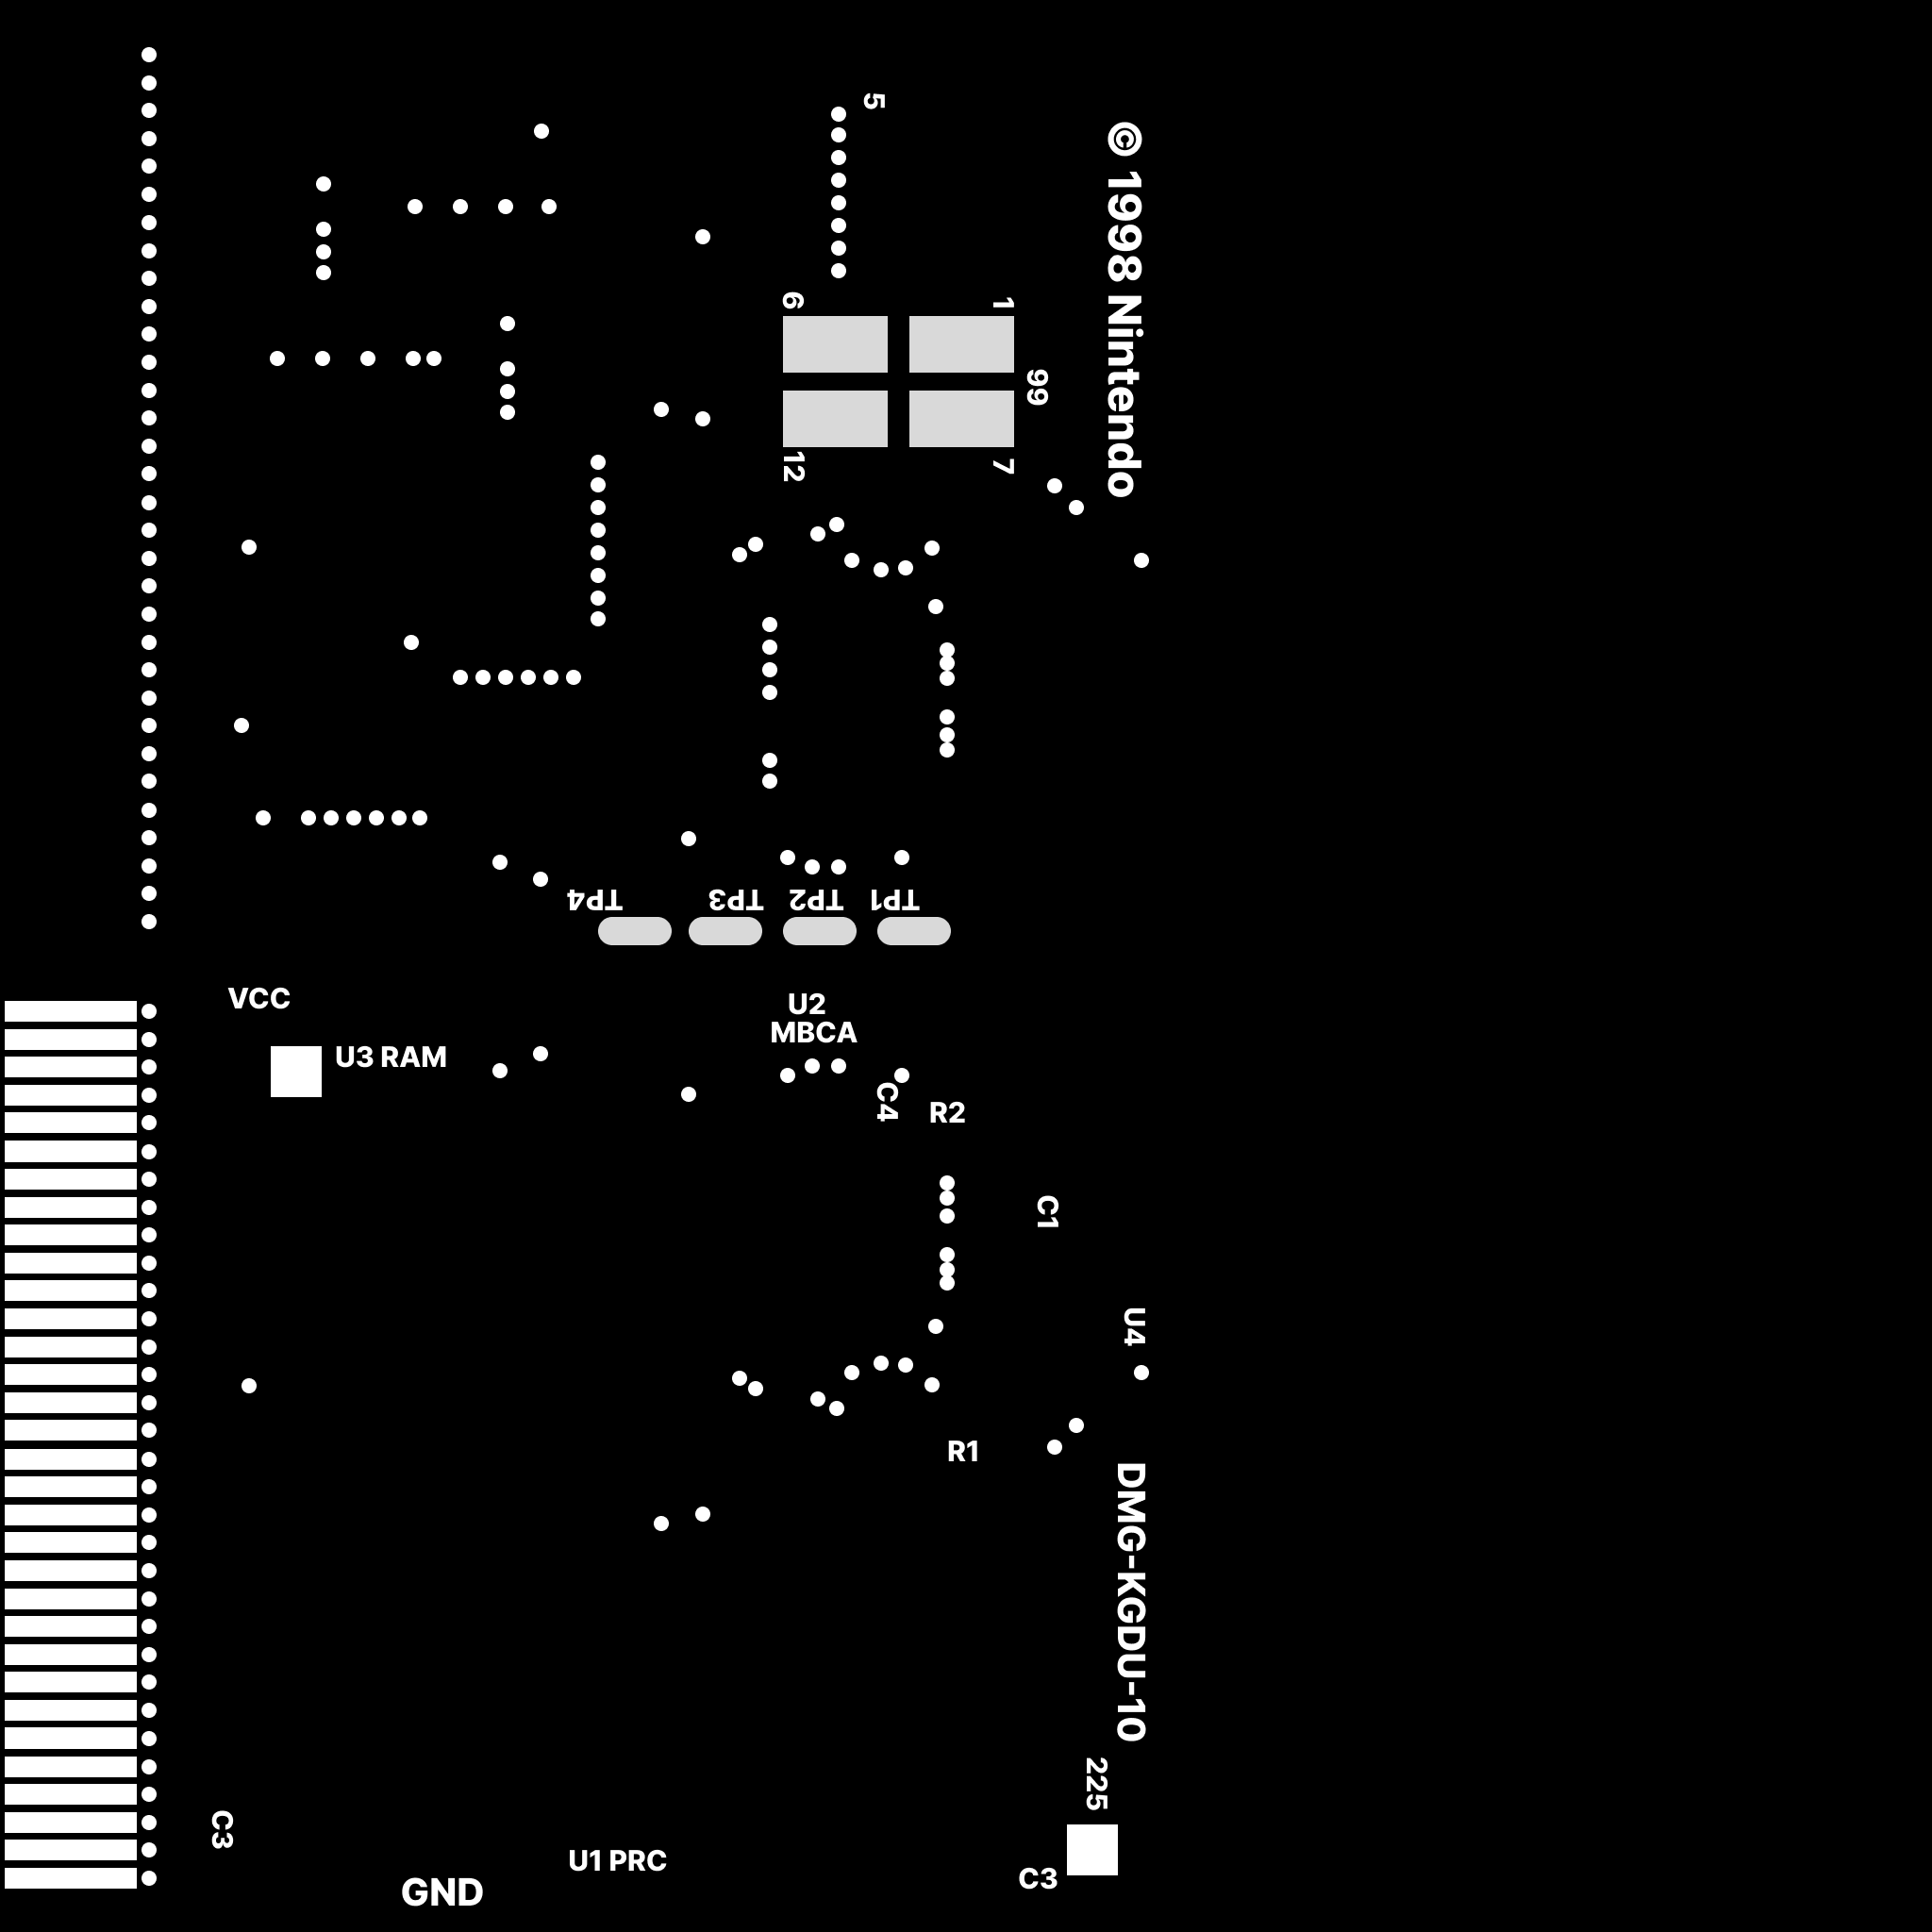 5
© 1998 Nintendo
6
1
99
12
7
TP4
TP3
TP2
TP1
VCC
U2
MBCA
U3 RAM
C4
R2
C1
U4
R1
DMG-KGDU-10
225
C3
U1 PRC
C3
GND